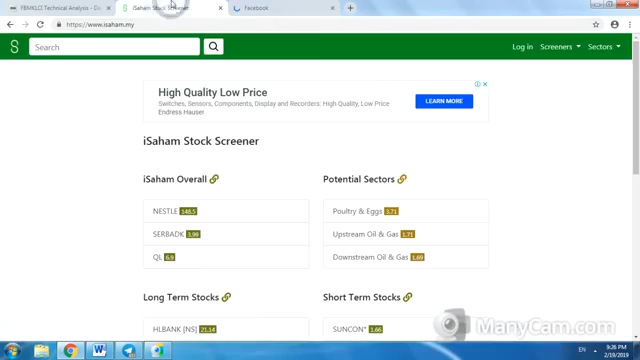 FBMKLCI Technical Analysis - Da
iSaham Stock Screener
Facebook
https://www.isaham.my
Search
Log in
Screeners
Sectors
High Quality Low Price
Switches, Sensors, Components, Display and Recorders: High Quality, Low Price
Endress Hauser
LEARN MORE
iSaham Stock Screener
iSaham Overall
Potential Sectors
NESTLE 148.5
Poultry & Eggs 3.71
SERBADK 3.99
Upstream Oil & Gas 1.71
QL 6.9
Downstream Oil & Gas 1.69
Long Term Stocks
Short Term Stocks
HLBANK [NS] 21.14
SUNCON* 1.66
ManyCam.com
EN
9:26 PM
2/19/2019